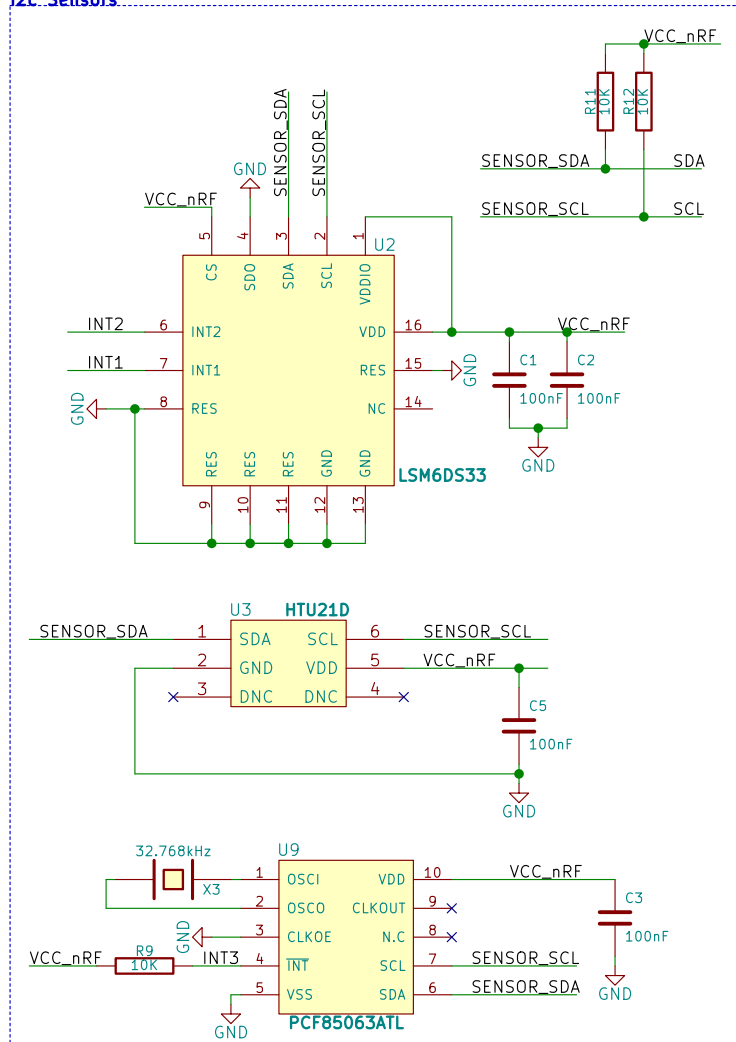 I2c Sensors
VCC_nRF
R11
10K
R12
10K
SENSOR_SDA
SDA
SENSOR_SCL
SCL
SENSOR_SDA
SENSOR_SCL
GND
VCC_nRF
5
4
3
2
1
U2
CS
SDO
SDA
SCL
VDDIO
INT2
6
INT2
VDD
16
VCC_nRF
INT1
7
INT1
RES
15
GND
C1
100nF
C2
100nF
GND
8
RES
NC
14
GND
RES
RES
RES
GND
GND
LSM6DS33
9
10
11
12
13
U3
HTU21D
SENSOR_SDA
1
SDA
SCL
6
SENSOR_SCL
2
GND
VDD
5
VCC_nRF
3
DNC
DNC
4
C5
100nF
GND
32.768kHz
X3
U9
1
OSCI
VDD
10
VCC_nRF
2
OSCO
CLKOUT
9
C3
100nF
GND
3
CLKOE
N.C
8
VCC_nRF
R9
10K
INT3
4
INT
SCL
7
SENSOR_SCL
5
VSS
SDA
6
SENSOR_SDA
GND
GND
PCF85063ATL